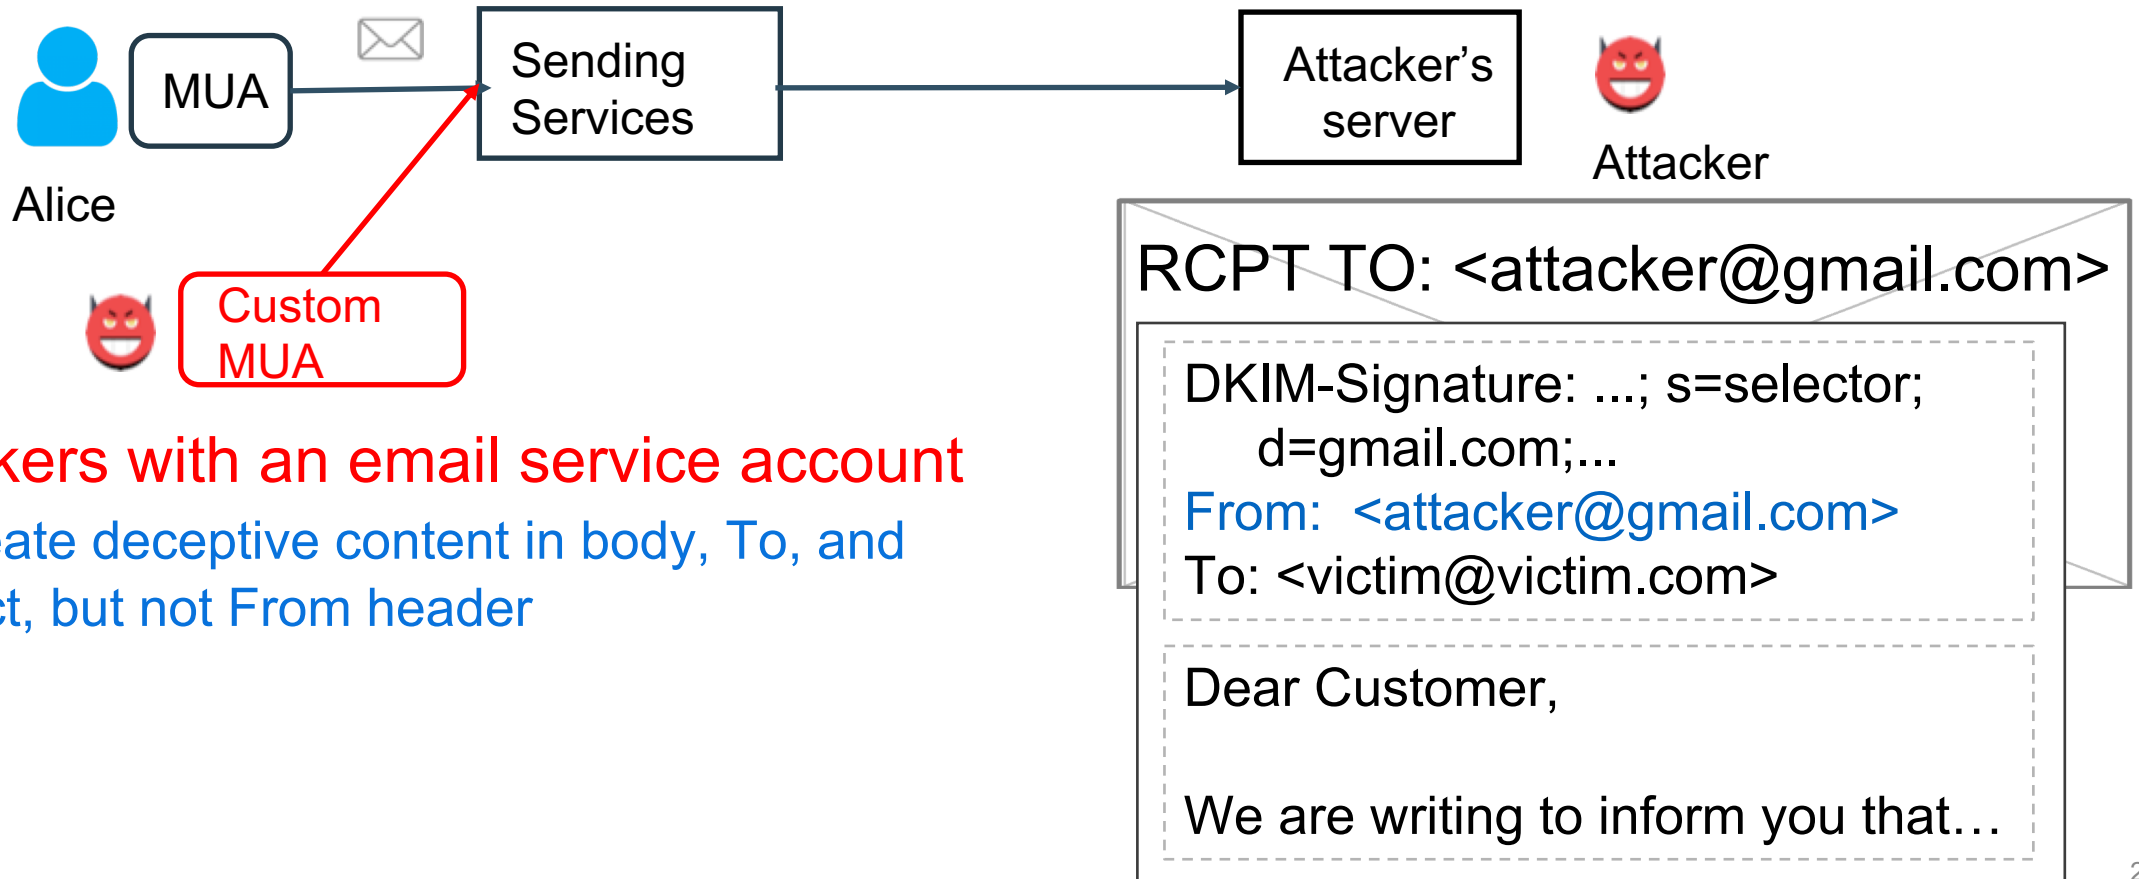 MUA
Sending
Services
Attacker's
server
Attacker
Alice
Custom
MUA
kers with an email service account
eate deceptive content in body, To, and
ct, but not From header
RCPT TO: <attacker@gmail.com>
DKIM-Signature: ...; s=selector;
d=gmail.com;...
From: <attacker@gmail.com>
To: <victim@victim.com>
Dear Customer,
We are writing to inform you that…